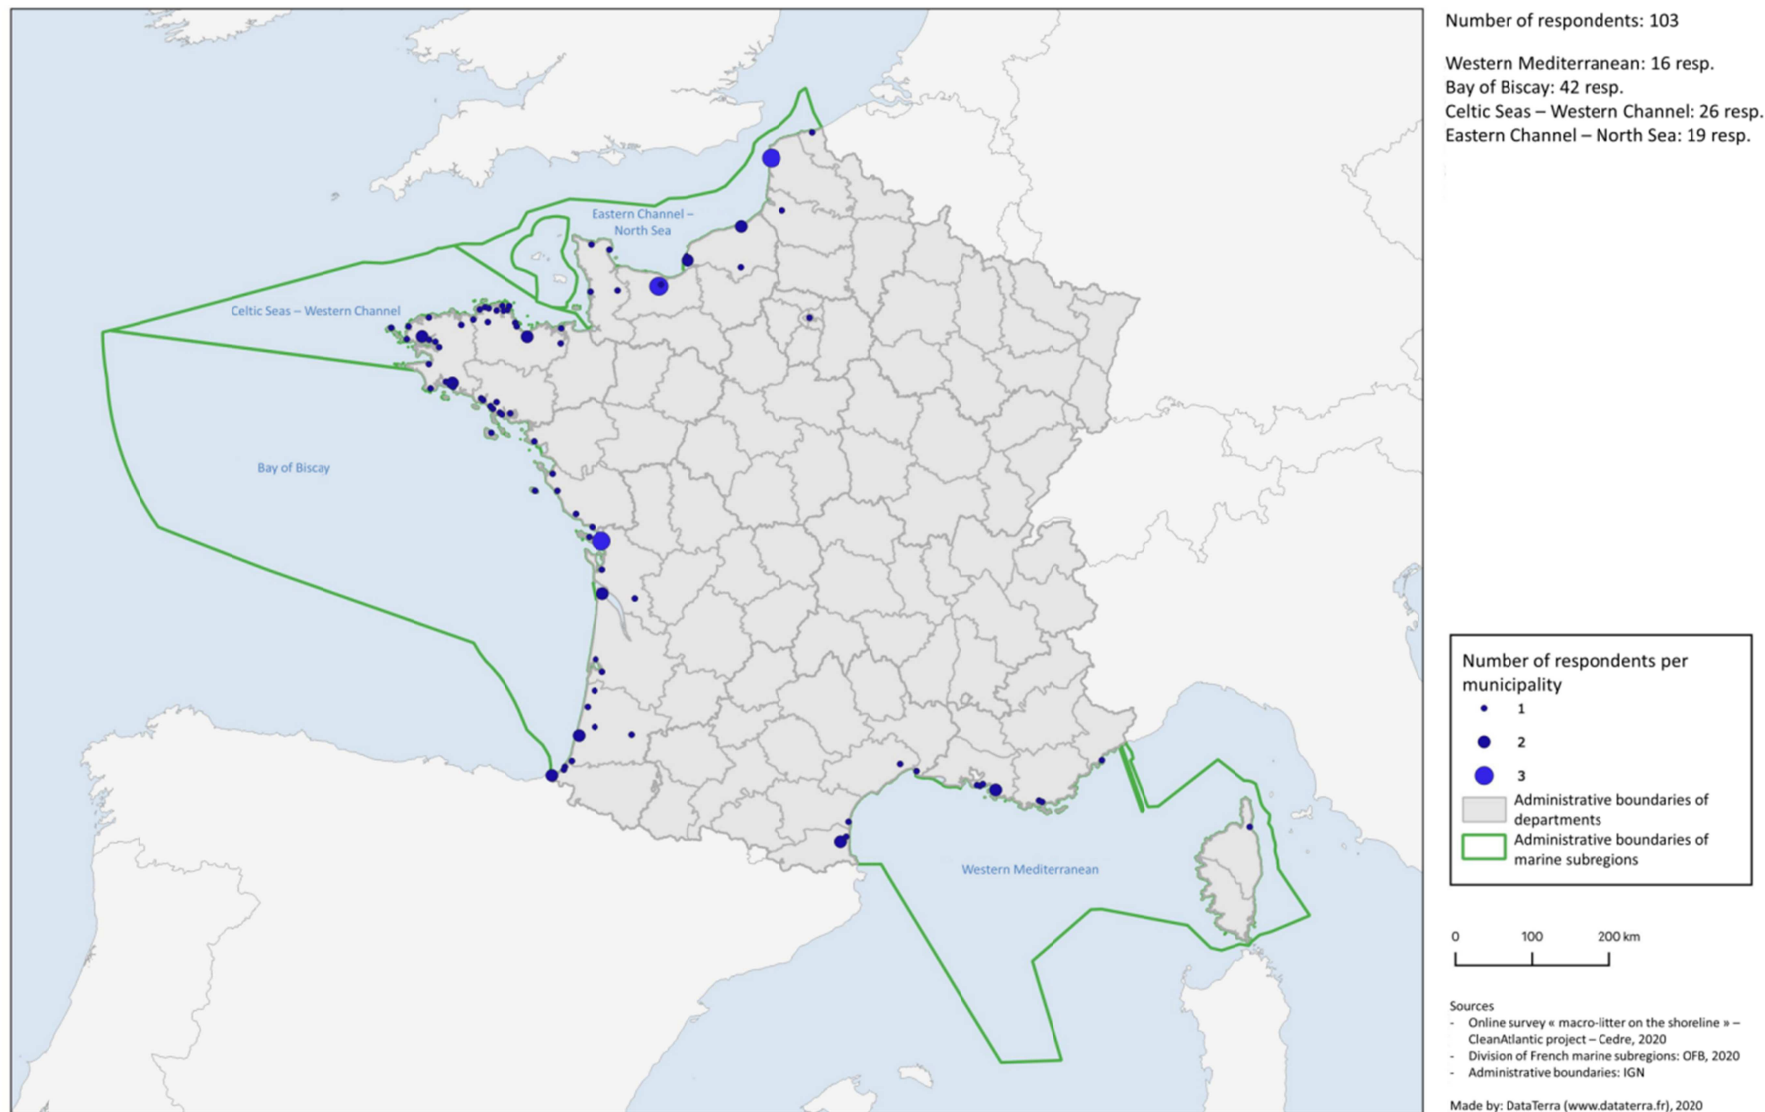 Number of respondents: 103
Western Mediterranean: 16 resp.
Bay of Biscay: 42 resp.
Celtic Seas – Western Channel: 26 resp.
Eastern Channel – North Sea: 19 resp.
Eastern Channel –
North Sea
Celtic Seas – Western Channel
Bay of Biscay
Western Mediterranean
Number of respondents per
municipality
1
2
3
Administrative boundaries of
departments
Administrative boundaries of
marine subregions
0 100 200 km
Sources
- Online survey « macro-litter on the shoreline » –
CleanAtlantic project – Cedre, 2020
- Division of French marine subregions: OFB, 2020
- Administrative boundaries: IGN
Made by: DataTerra (www.dataterra.fr), 2020